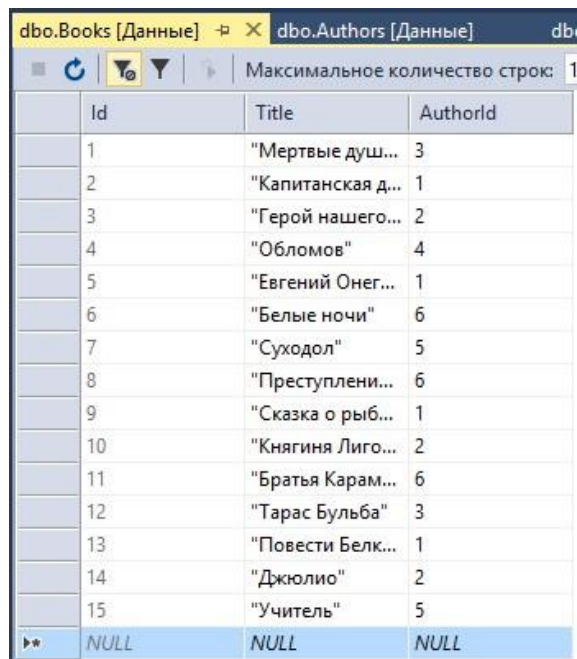 dbo.Books [Данные] dbo.Authors [Данные] dbo
Максимальное количество строк: 1
Id Title AuthorId
1 "Мертвые душ... 3
2 "Капитанская д... 1
3 "Герой нашего... 2
4 "Обломов" 4
5 "Евгений Онег... 1
6 "Белые ночи" 6
7 "Суходол" 5
8 "Преступлени... 6
9 "Сказка о рыб... 1
10 "Княгиня Лиго... 2
11 "Братья Карам... 6
12 "Тарас Бульба" 3
13 "Повести Белк... 1
14 "Джюлио" 2
15 "Учитель" 5
NULL NULL NULL